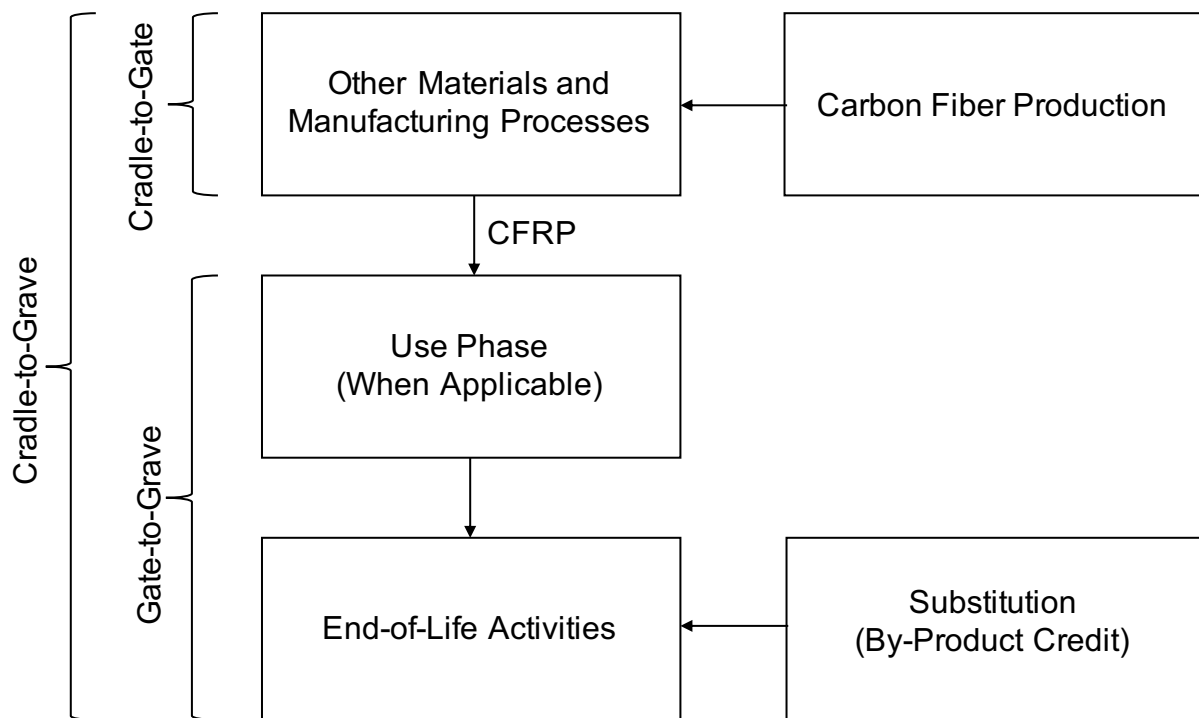 Cradle-to-Grave
Cradle-to-Gate
Other Materials and
Manufacturing Processes
Carbon Fiber Production
CFRP
Gate-to-Grave
Use Phase
(When Applicable)
End-of-Life Activities
Substitution
(By-Product Credit)